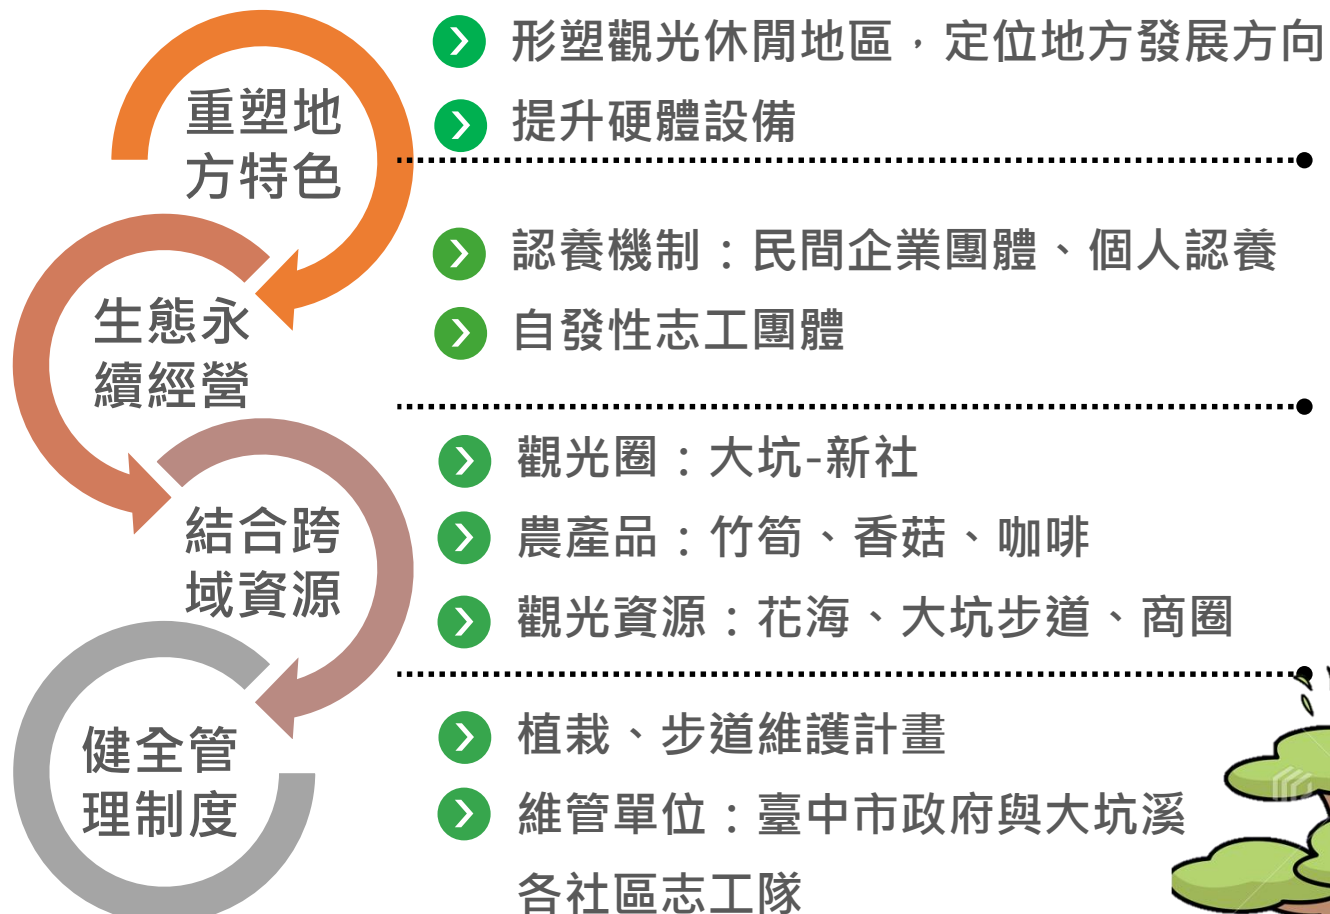 重塑地
方特色
形塑觀光休閒地區，定位地方發展方向
提升硬體設備
生態永
續經營
認養機制：民間企業團體、個人認養
自發性志工團體
結合跨
域資源
觀光圈：大坑-新社
農產品：竹筍、香菇、咖啡
觀光資源：花海、大坑步道、商圈
健全管
理制度
植栽、步道維護計畫
維管單位：臺中市政府與大坑溪
各社區志工隊